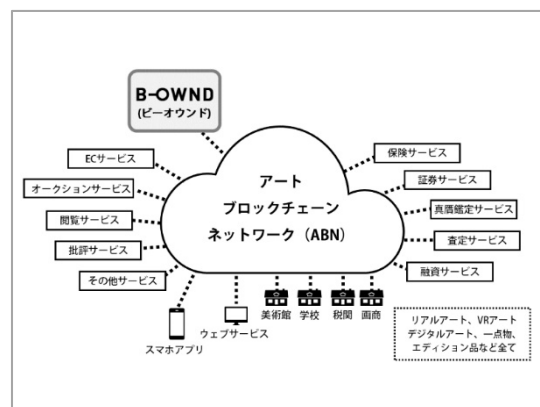 B-OWND
(ビーオウンド)
ECサービス
オークションサービス
閲覧サービス
批評サービス
その他サービス
アート
ブロックチェーン
ネットワーク（ABN）
保険サービス
証券サービス
真贋鑑定サービス
査定サービス
融資サービス
スマホアプリ
ウェブサービス
美術館
学校
税関
画商
リアルアート、VRアート
デジタルアート、一点物、
エディション品など全て